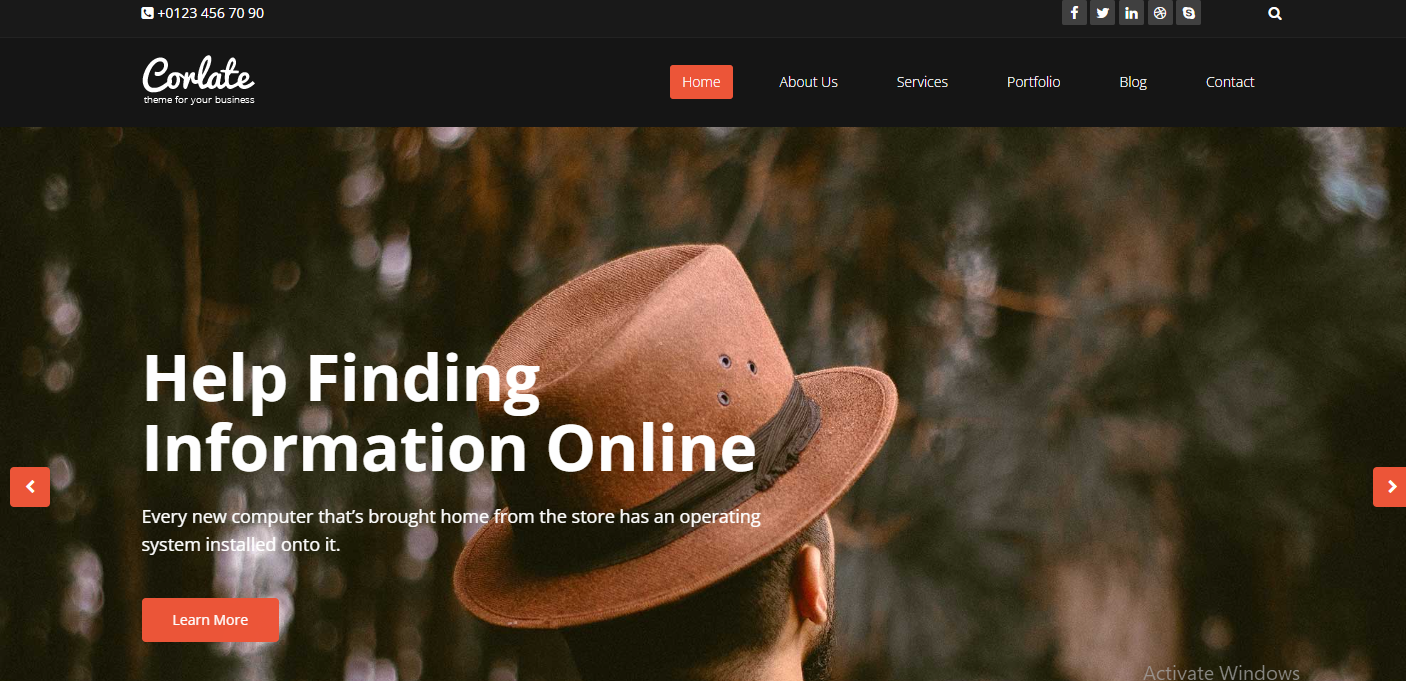 +0123 456 70 90
Corlate
theme for your business
Home About Us Services Portfolio Blog Contact
Help Finding
Information Online
Every new computer that’s brought home from the store has an operating
system installed onto it.
Learn More
Activate Windows